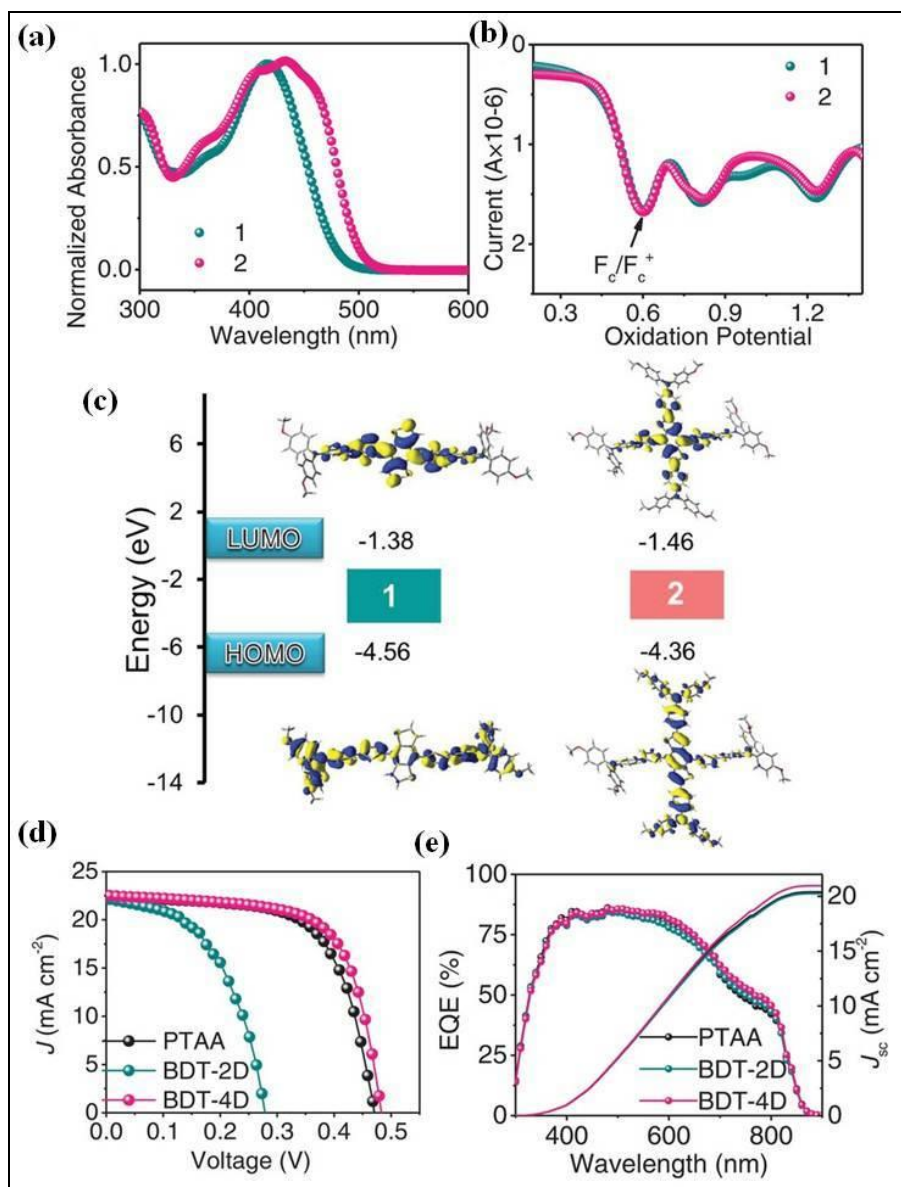 (a)
Normalized Absorbance
1.0
0.5
0.0
1
2
300
400
500
600
Wavelength (nm)
(b)
Current (A×10-6)
0
1
2
1
2
Fc/Fc+
0.3
0.6
0.9
1.2
Oxidation Potential
(c)
Energy (eV)
6
2
-2
-6
-10
-14
LUMO
-1.38
-1.46
1
2
HOMO
-4.56
-4.36
(d)
J (mA cm-2)
25
20
15
10
5
0
PTAA
BDT-2D
BDT-4D
0.0
0.1
0.2
0.3
0.4
0.5
Voltage (V)
(e)
EQE (%)
100
75
50
25
0
PTAA
BDT-2D
BDT-4D
20
15
10
5
0
Jsc (mA cm-2)
400
600
800
Wavelength (nm)